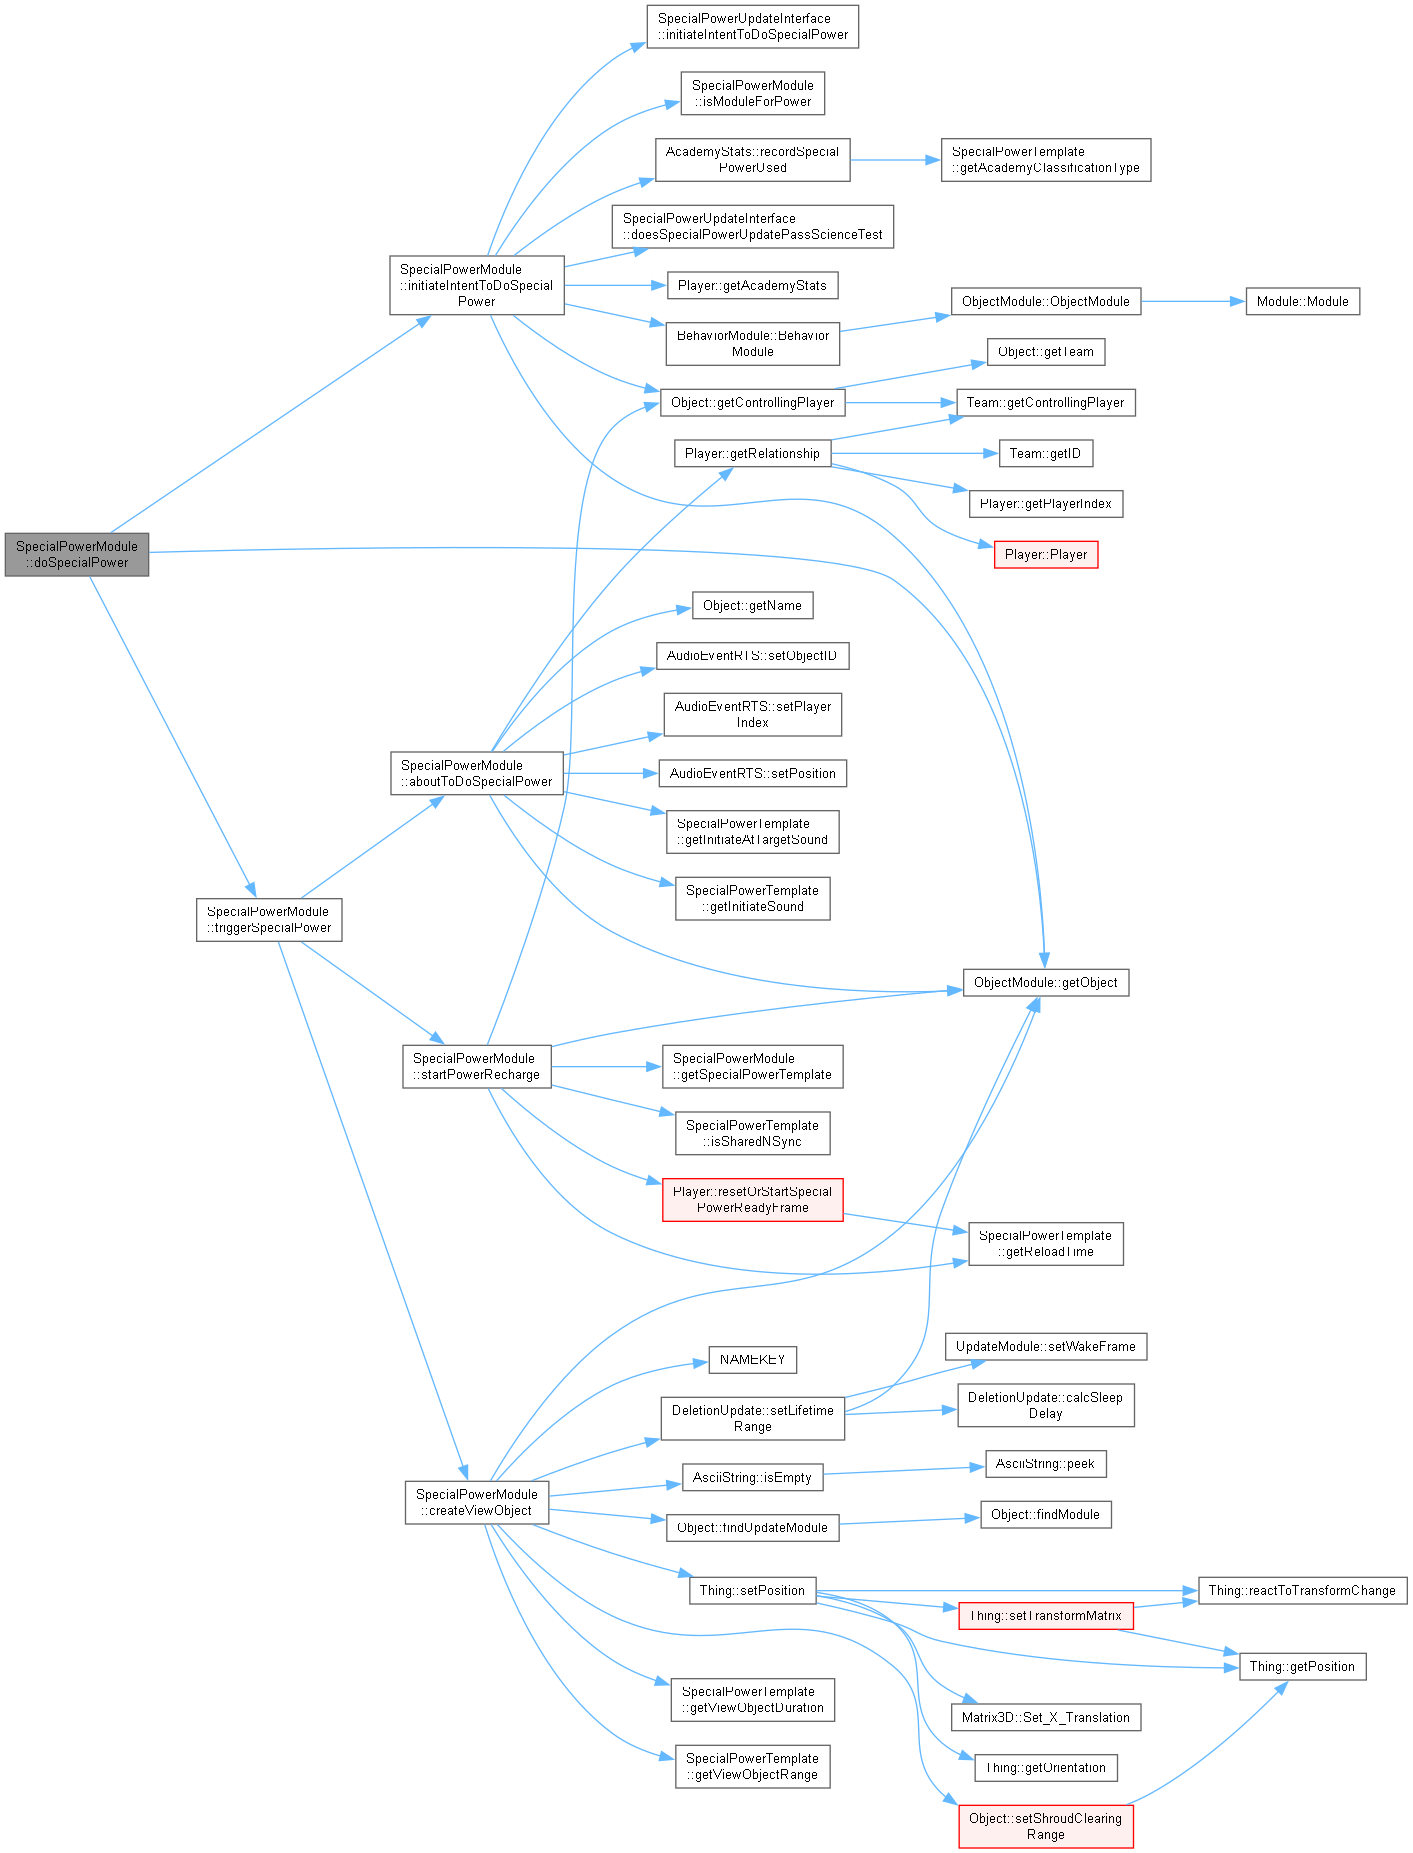 SpecialPowerUpdateInterface
::initiateIntentToDoSpecialPower
SpecialPowerModule
::isModuleForPower
AcademyStats::recordSpecial
PowerUsed
SpecialPowerTemplate
::getAcademyClassificationType
SpecialPowerUpdateInterface
::doesSpecialPowerUpdatePassScienceTest
SpecialPowerModule
::initiateIntentToDoSpecial
Power
Player::getAcademyStats
ObjectModule::ObjectModule
Module::Module
BehaviorModule::Behavior
Module
Object::getTeam
Object::getControllingPlayer
Team::getControllingPlayer
Player::getRelationship
Team::getID
Player::getPlayerIndex
SpecialPowerModule
::doSpecialPower
Player::Player
Object::getName
AudioEventRTS::setObjectID
AudioEventRTS::setPlayer
Index
SpecialPowerModule
::aboutToDoSpecialPower
AudioEventRTS::setPosition
SpecialPowerTemplate
::getInitiateAtTargetSound
SpecialPowerTemplate
::getInitiateSound
SpecialPowerModule
::triggerSpecialPower
ObjectModule::getObject
SpecialPowerModule
::startPowerRecharge
SpecialPowerModule
::getSpecialPowerTemplate
SpecialPowerTemplate
::isSharedNSync
Player::resetOrStartSpecial
PowerReadyFrame
SpecialPowerTemplate
::getReloadTime
UpdateModule::setWakeFrame
NAMEKEY
DeletionUpdate::setLifetime
Range
DeletionUpdate::calcSleep
Delay
AsciiString::isEmpty
AsciiString::peek
SpecialPowerModule
::createViewObject
Object::findUpdateModule
Object::findModule
Thing::setPosition
Thing::reactToTransformChange
Thing::setTransformMatrix
Thing::getPosition
SpecialPowerTemplate
::getViewObjectDuration
Matrix3D::Set_X_Translation
SpecialPowerTemplate
::getViewObjectRange
Thing::getOrientation
Object::setShroudClearing
Range